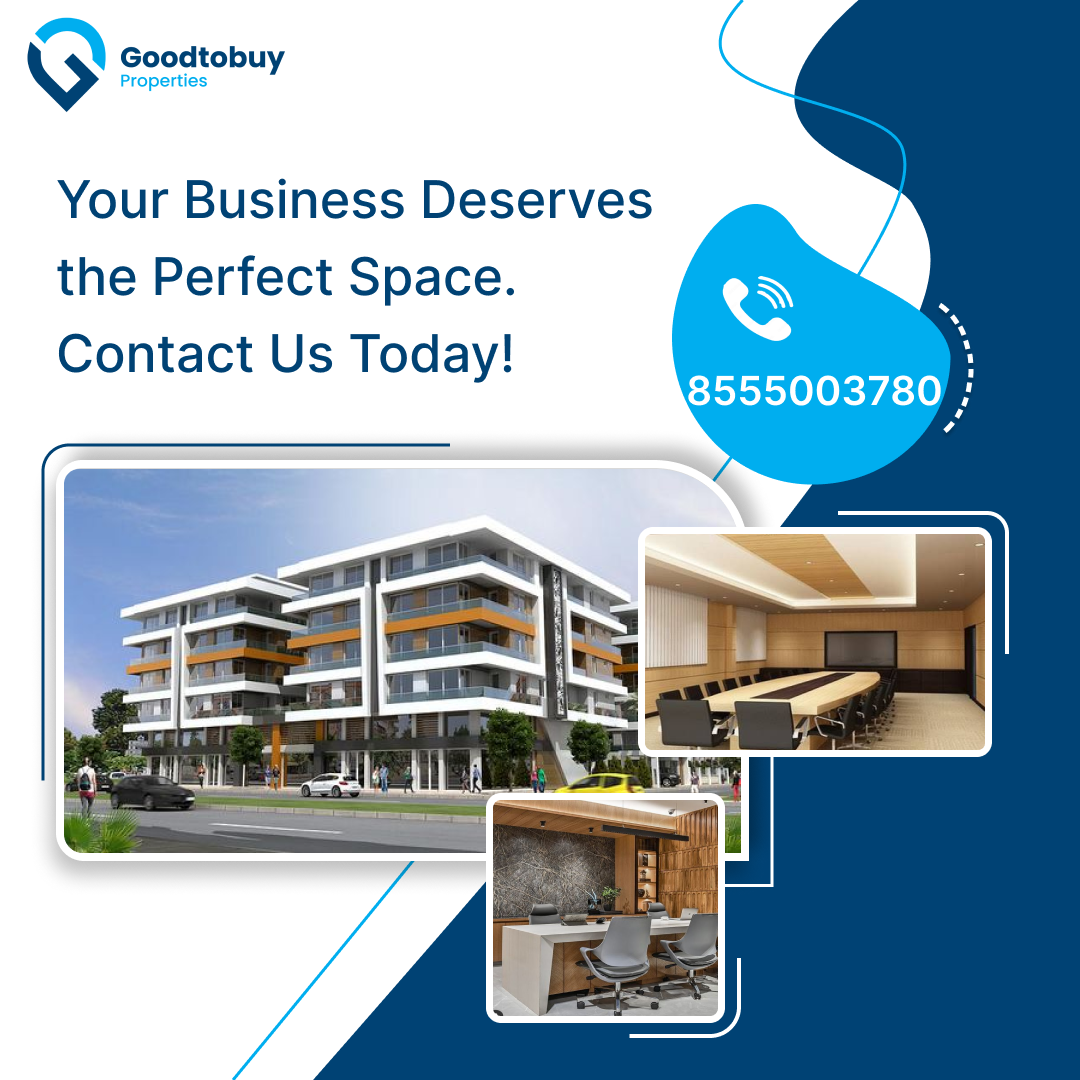 Goodtobuy
Properties
Your Business Deserves
the Perfect Space.
Contact Us Today!
8555003780